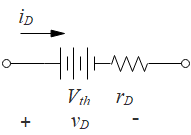 i_D
V_th r_D
+ v_D -